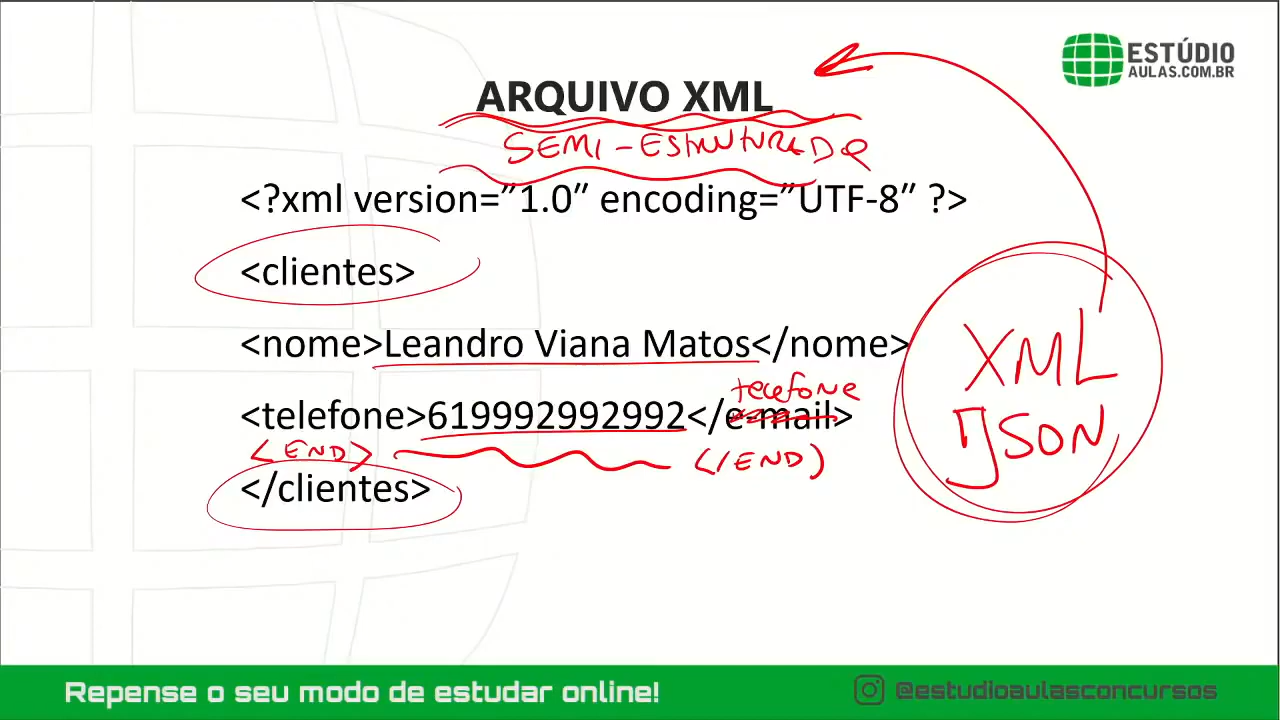 ESTÚDIO
AULAS.COM.BR
ARQUIVO XML
SEMI-ESTRUTURADO
<?xml version=”1.0” encoding=”UTF-8” ?>
<clientes>
<nome>Leandro Viana Matos</nome>
telefone
<telefone>619992992992</e-mail>
<END> </END>
</clientes>
XML
JSON
Repense o seu modo de estudar online!
@estudioaulasconcursos